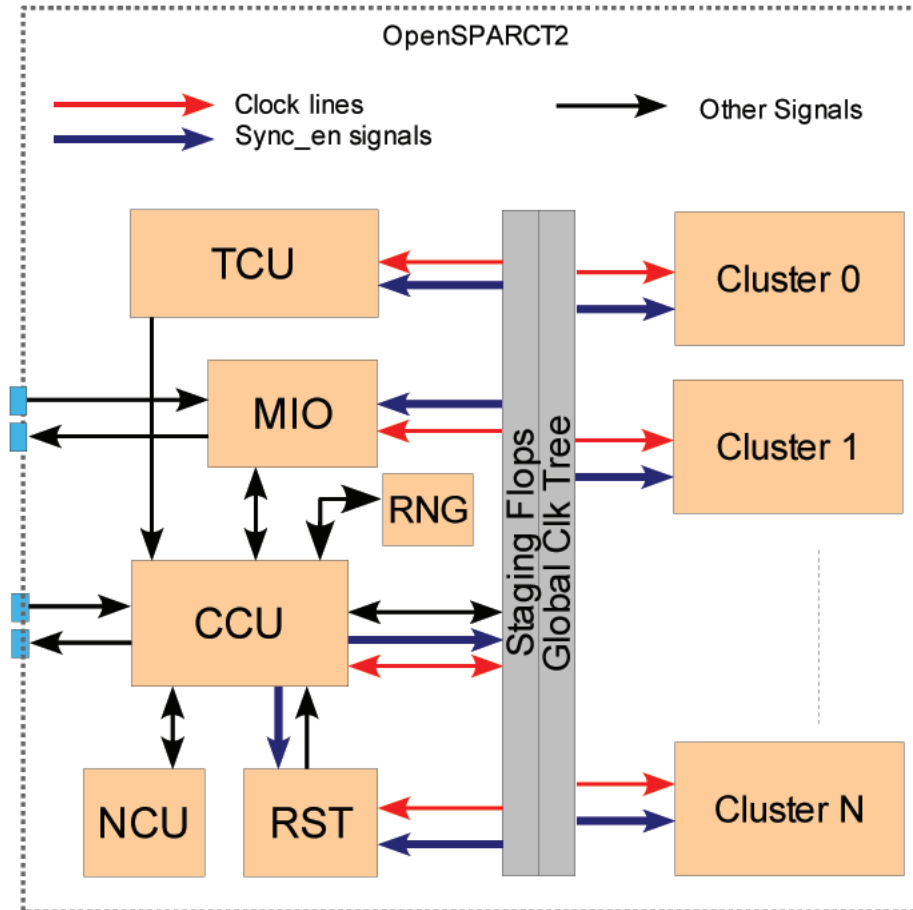 OpenSPARCT2
Clock lines
Other Signals
Sync_en signals
TCU
Cluster 0
MIO
Cluster 1
RNG
Staging Flops
Global Clk Tree
CCU
NCU
RST
Cluster N